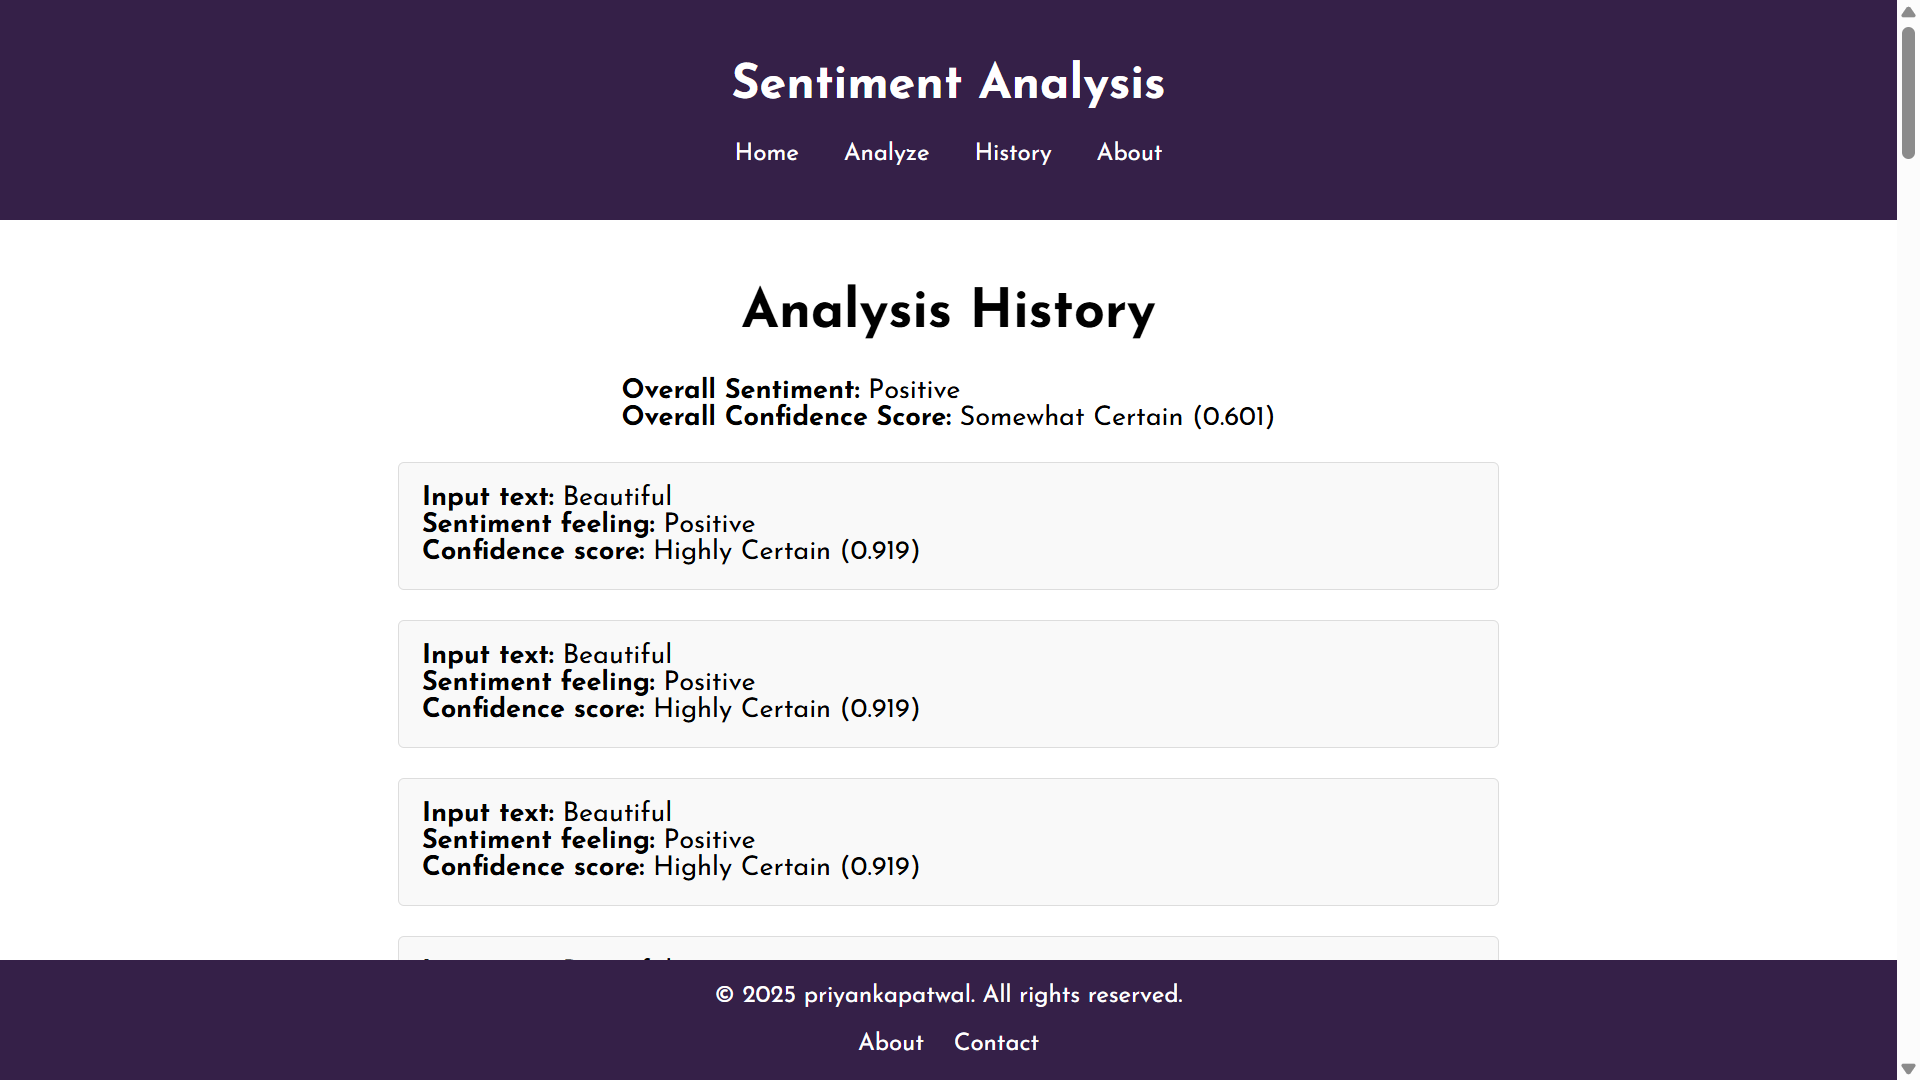 Sentiment Analysis
Home Analyze History About
Analysis History
Overall Sentiment: Positive
Overall Confidence Score: Somewhat Certain (0.601)
Input text: Beautiful
Sentiment feeling: Positive
Confidence score: Highly Certain (0.919)
Input text: Beautiful
Sentiment feeling: Positive
Confidence score: Highly Certain (0.919)
Input text: Beautiful
Sentiment feeling: Positive
Confidence score: Highly Certain (0.919)
© 2025 priyankapatwal. All rights reserved.
About Contact